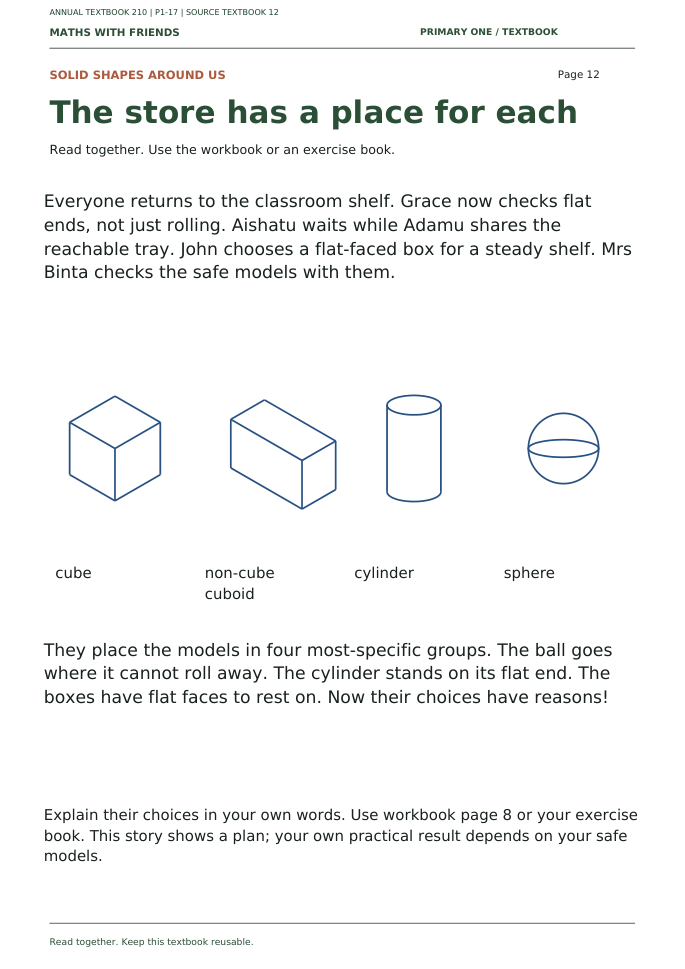 ANNUAL TEXTBOOK 210 | P1-17 | SOURCE TEXTBOOK 12
MATHS WITH FRIENDS
PRIMARY ONE / TEXTBOOK
SOLID SHAPES AROUND US
Page 12
The store has a place for each
Read together. Use the workbook or an exercise book.
Everyone returns to the classroom shelf. Grace now checks flat
ends, not just rolling. Aishatu waits while Adamu shares the
reachable tray. John chooses a flat-faced box for a steady shelf. Mrs
Binta checks the safe models with them.
cube
non-cube
cuboid
cylinder
sphere
They place the models in four most-specific groups. The ball goes
where it cannot roll away. The cylinder stands on its flat end. The
boxes have flat faces to rest on. Now their choices have reasons!
Explain their choices in your own words. Use workbook page 8 or your exercise
book. This story shows a plan; your own practical result depends on your safe
models.
Read together. Keep this textbook reusable.